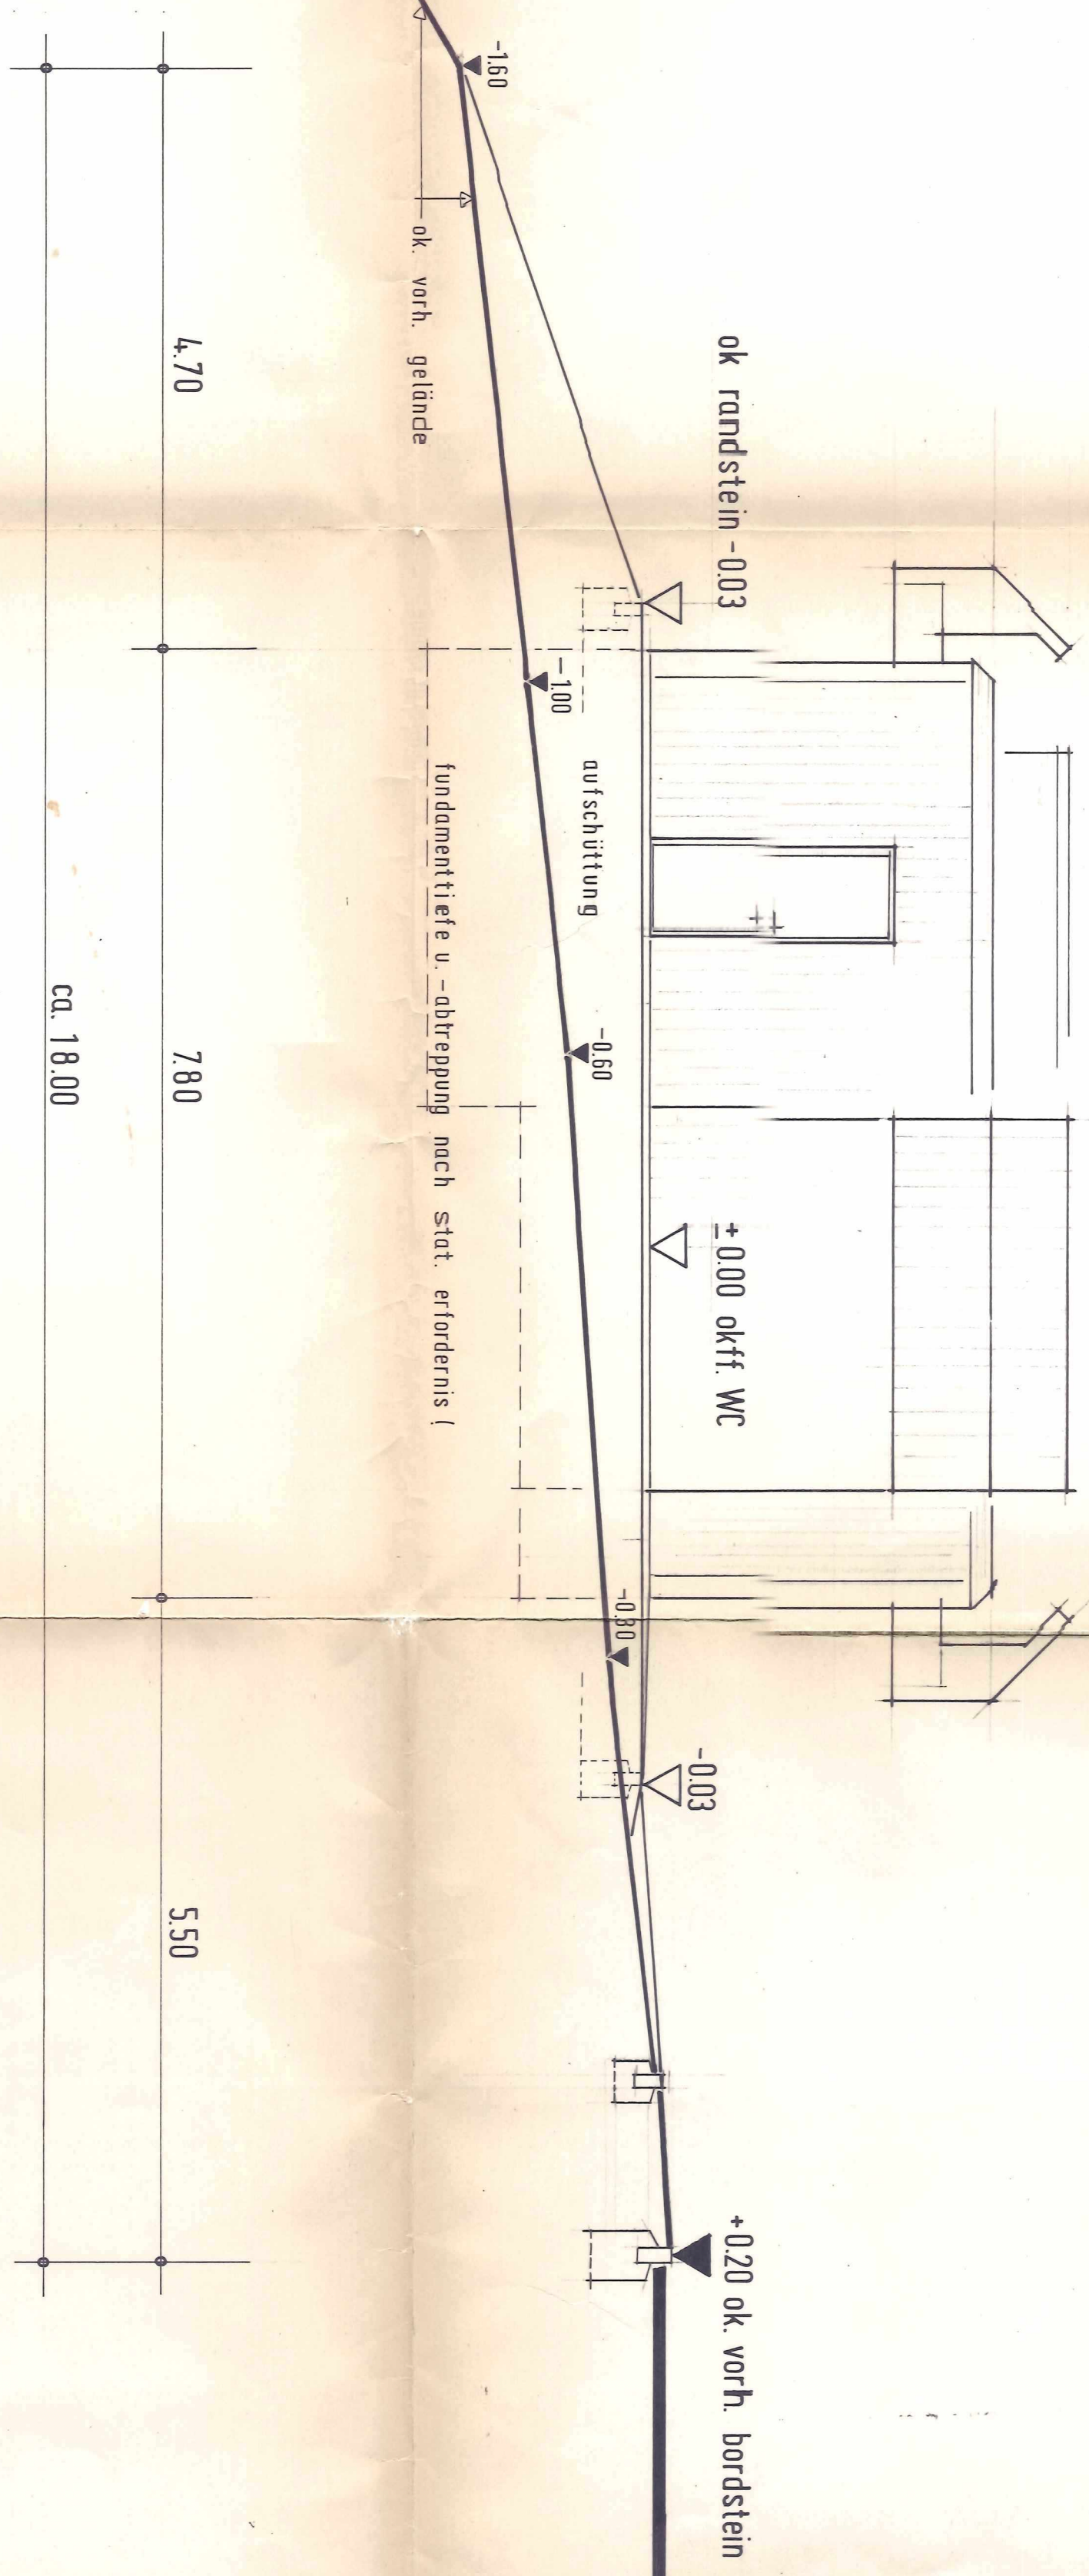 ok randstein -0.03
± 0.00 okff. WC
-0.03
+0.20 ok. vorh. bordstein
-1.60
-1.00
-0.60
aufschüttung
ok. vorh. gelände
fundamenttiefe u. -abtreppung nach stat. erfordernis !
4.70
7.80
5.50
ca. 18.00